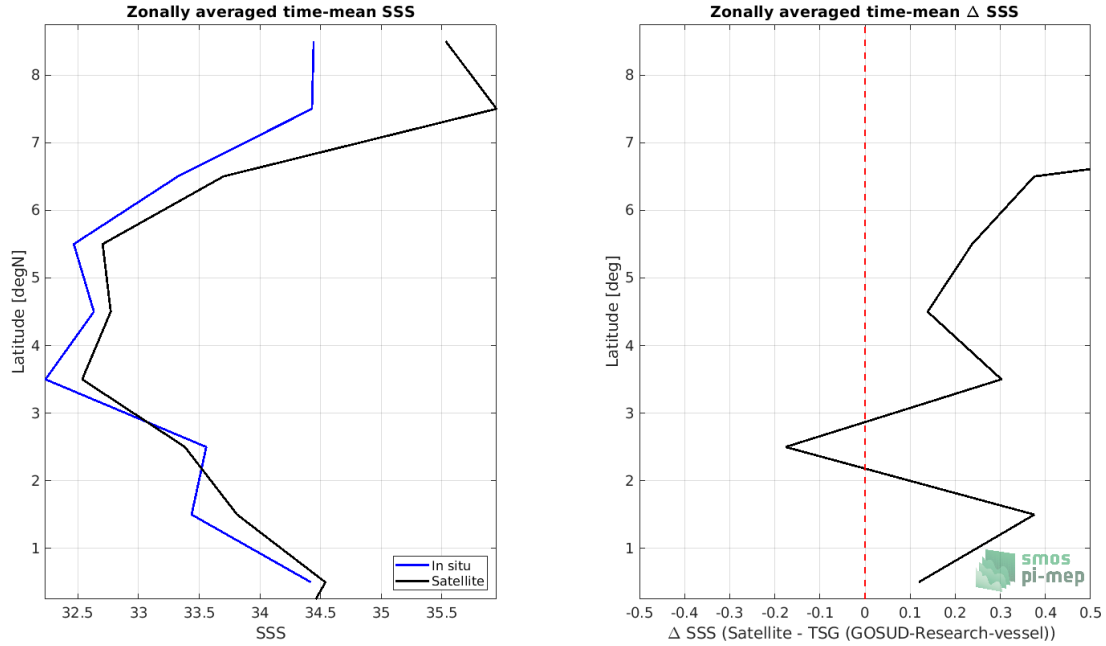 Zonally averaged time-mean SSS
8
7
6
5
4
3
2
1
Latitude [degN]
In situ
Satellite
32.5 33 33.5 34 34.5 35 35.5
SSS
Zonally averaged time-mean Δ SSS
8
7
6
5
4
3
2
1
Latitude [deg]
smos
pi-mep
-0.5 -0.4 -0.3 -0.2 -0.1 0 0.1 0.2 0.3 0.4 0.5
Δ SSS (Satellite - TSG (GOSUD-Research-vessel))